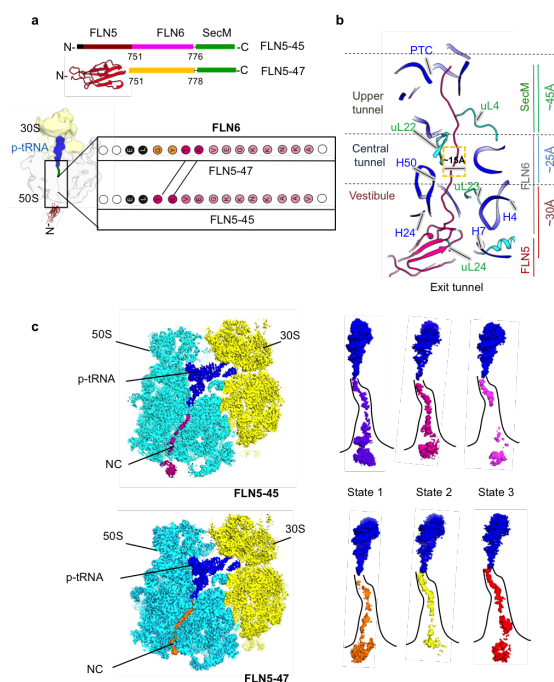 a
FLN5 FLN6 SecM
N- -C FLN5-45
751 776
N- -C FLN5-47
751 778
30S
p-tRNA
50S
N-
FLN6
FLN5-47
FLN5-45
b
PTC
Upper
tunnel
uL4
uL22
Central
tunnel
~15Å
H50
uL23
Vestibule
H24
H7
H4
uL24
Exit tunnel
SecM
~45Å
FLN6
~25Å
FLN5
~30Å
c
50S
30S
p-tRNA
NC
FLN5-45
State 1 State 2 State 3
50S
30S
p-tRNA
NC
FLN5-47